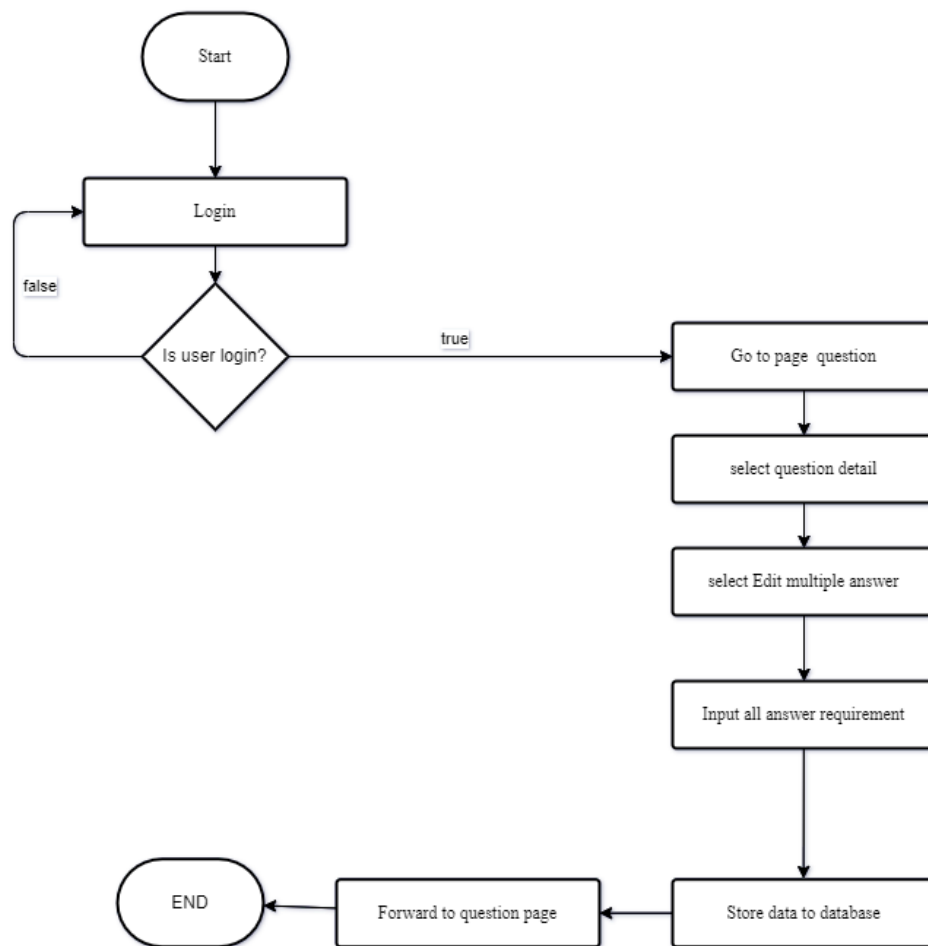 Start
Login
false
Is user login?
true
Go to page question
select question detail
select Edit multiple answer
Input all answer requirement
Store data to database
Forward to question page
END